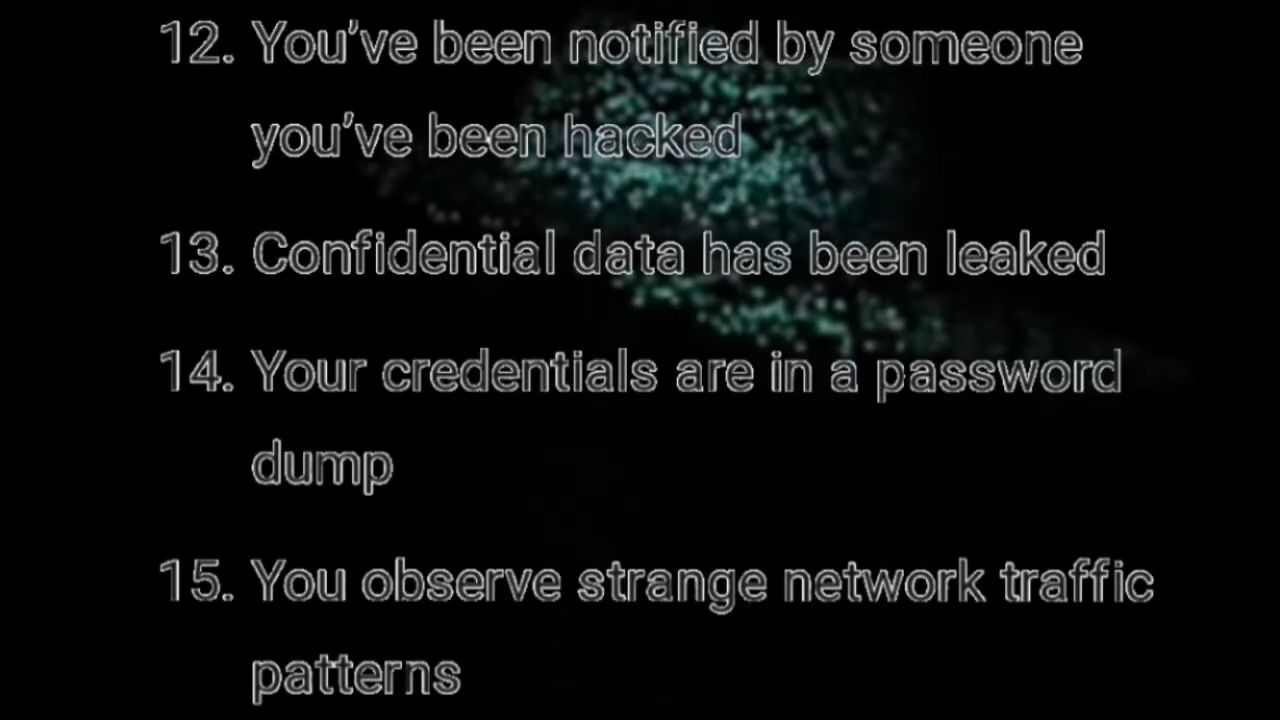 12. You’ve been notified by someone
you’ve been hacked
13. Confidential data has been leaked
14. Your credentials are in a password
dump
15. You observe strange network traffic
patterns